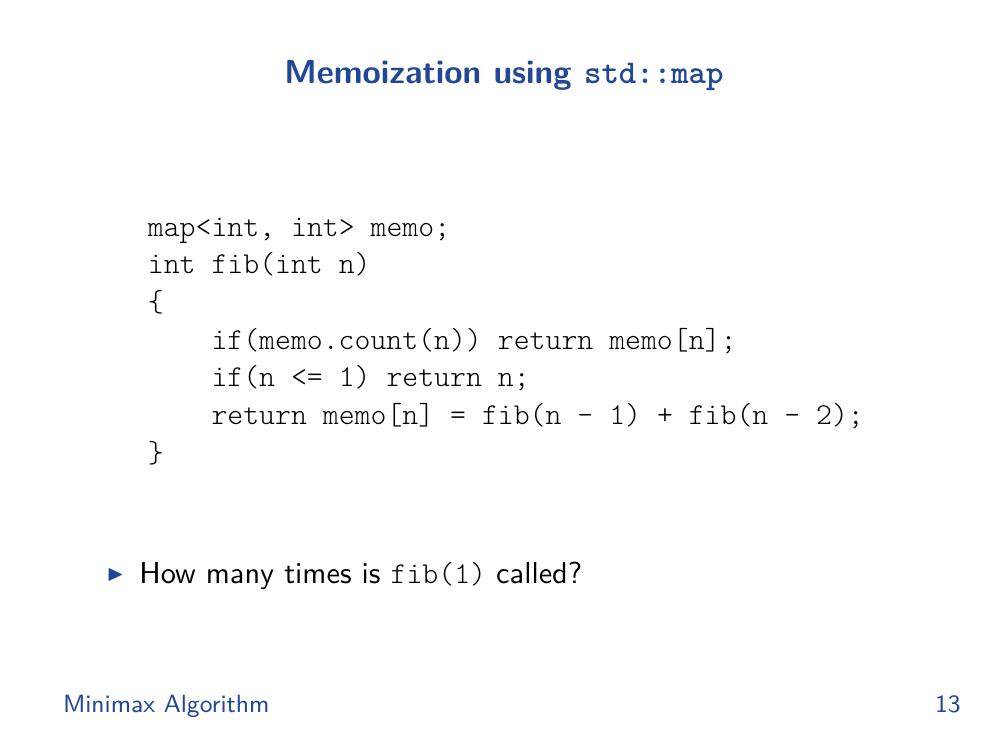 Memoization using std::map
map<int, int> memo;
int fib(int n)
{
    if(memo.count(n)) return memo[n];
    if(n <= 1) return n;
    return memo[n] = fib(n - 1) + fib(n - 2);
}
▶ How many times is fib(1) called?
Minimax Algorithm 13